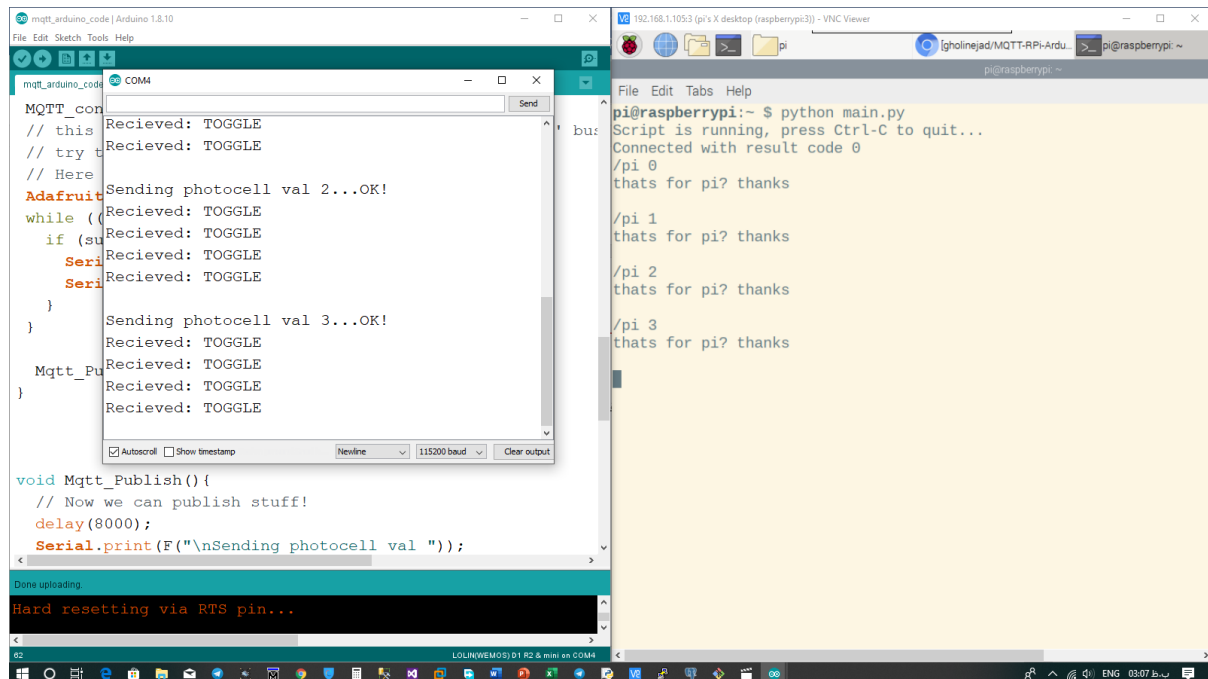 mqtt_arduino_code | Arduino 1.8.10
File Edit Sketch Tools Help
mqtt_arduino_code
MQTT_con
// this
' bus
// try t
// Here
Adafruit
while ((
if (su
Seri
Seri
}
}
Mqtt_Pu
}
void Mqtt_Publish(){
// Now we can publish stuff!
delay(8000);
Serial.print(F("\nSending photocell val "));
Done uploading.
Hard resetting via RTS pin...
62
LOLIN(WEMOS) D1 R2 & mini on COM4
COM4
Send
Recieved: TOGGLE
Recieved: TOGGLE
Sending photocell val 2...OK!
Recieved: TOGGLE
Recieved: TOGGLE
Recieved: TOGGLE
Recieved: TOGGLE
Sending photocell val 3...OK!
Recieved: TOGGLE
Recieved: TOGGLE
Recieved: TOGGLE
Recieved: TOGGLE
Autoscroll Show timestamp Newline 115200 baud Clear output
192.168.1.105:3 (pi's X desktop (raspberrypi:3)) - VNC Viewer
pi
[gholinejad/MQTT-RPi-Ardu...
pi@raspberrypi: ~
pi@raspberrypi: ~
File Edit Tabs Help
pi@raspberrypi:~ $ python main.py
Script is running, press Ctrl-C to quit...
Connected with result code 0
/pi 0
thats for pi? thanks
/pi 1
thats for pi? thanks
/pi 2
thats for pi? thanks
/pi 3
thats for pi? thanks
ENG 03:07 ب.ظ